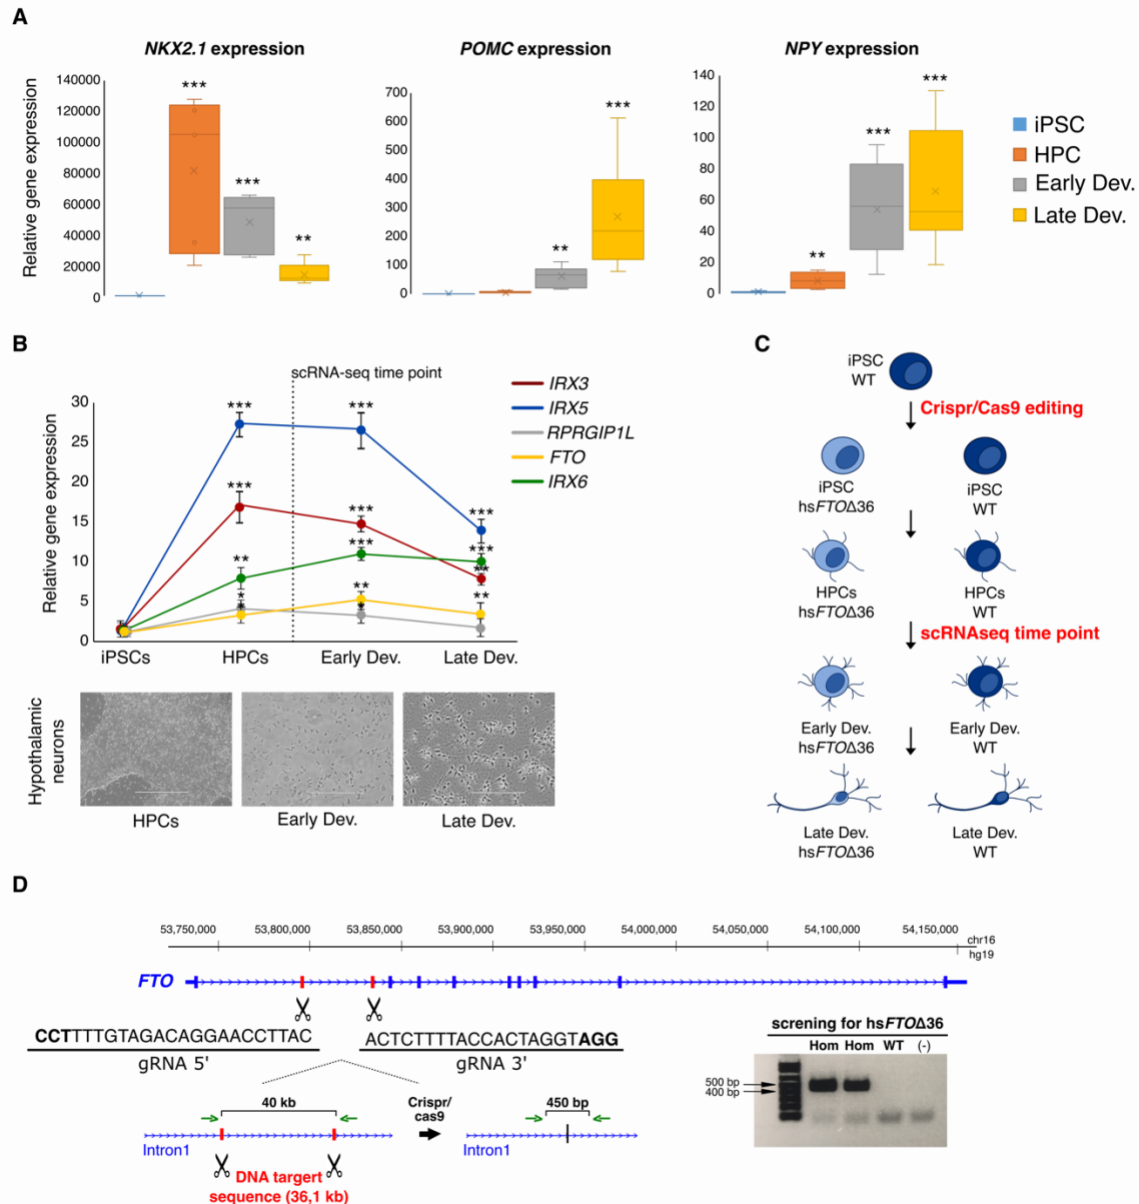 A
NKX2.1 expression
POMC expression
NPY expression
Relative gene expression
140000
120000
100000
80000
60000
40000
20000
0
***
***
**
700
600
500
400
300
200
100
0
**
***
140
120
100
80
60
40
20
0
**
***
***
iPSC
HPC
Early Dev.
Late Dev.
B
scRNA-seq time point
Relative gene expression
30
25
20
15
10
5
0
***
***
**
*
*
***
***
***
**
*
***
***
**
**
iPSCs
HPCs
Early Dev.
Late Dev.
IRX3
IRX5
RPRGIP1L
FTO
IRX6
Hypothalamic
neurons
HPCs
Early Dev.
Late Dev.
C
iPSC
WT
Crispr/Cas9 editing
iPSC
hsFTOΔ36
iPSC
WT
HPCs
hsFTOΔ36
HPCs
WT
scRNAseq time point
Early Dev.
hsFTOΔ36
Early Dev.
WT
Late Dev.
hsFTOΔ36
Late Dev.
WT
D
53,750,000 53,800,000 53,850,000 53,900,000 53,950,000 54,000,000 54,050,000 54,100,000 54,150,000
chr16
hg19
FTO
CCTTTTGTAGACAGGAACCTTAC
gRNA 5'
ACTCTTTTACCACTAGGTAGG
gRNA 3'
40 kb
Intron1
DNA targert
sequence (36,1 kb)
Crispr/
cas9
450 bp
Intron1
screning for hsFTOΔ36
Hom Hom WT (-)
500 bp
400 bp